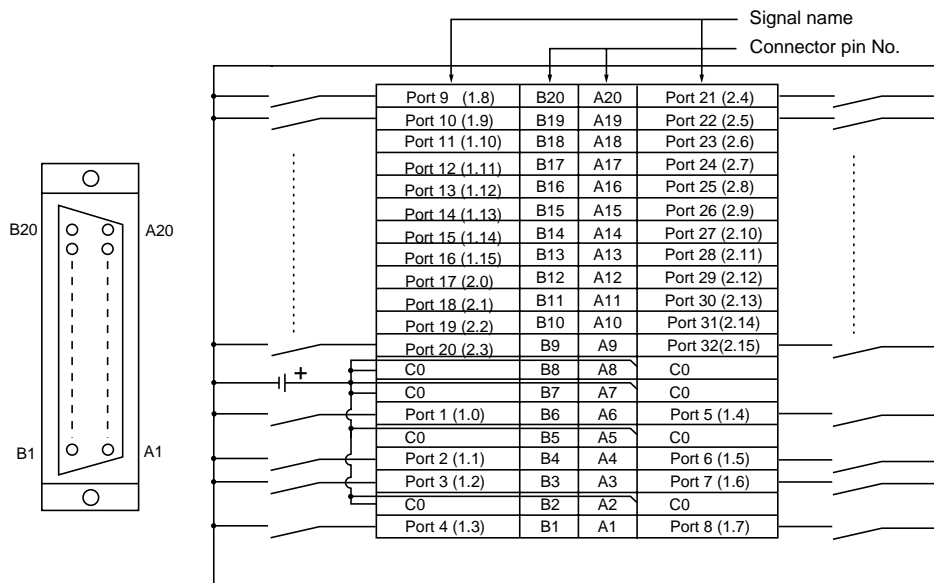 Signal name
Connector pin No.
Port 9 (1.8) B20 A20 Port 21 (2.4)
Port 10 (1.9) B19 A19 Port 22 (2.5)
Port 11 (1.10) B18 A18 Port 23 (2.6)
Port 12 (1.11) B17 A17 Port 24 (2.7)
Port 13 (1.12) B16 A16 Port 25 (2.8)
Port 14 (1.13) B15 A15 Port 26 (2.9)
Port 15 (1.14) B14 A14 Port 27 (2.10)
Port 16 (1.15) B13 A13 Port 28 (2.11)
Port 17 (2.0) B12 A12 Port 29 (2.12)
Port 18 (2.1) B11 A11 Port 30 (2.13)
Port 19 (2.2) B10 A10 Port 31(2.14)
Port 20 (2.3) B9 A9 Port 32(2.15)
C0 B8 A8 C0
C0 B7 A7 C0
Port 1 (1.0) B6 A6 Port 5 (1.4)
C0 B5 A5 C0
Port 2 (1.1) B4 A4 Port 6 (1.5)
Port 3 (1.2) B3 A3 Port 7 (1.6)
C0 B2 A2 C0
Port 4 (1.3) B1 A1 Port 8 (1.7)
+
B20 A20
B1 A1